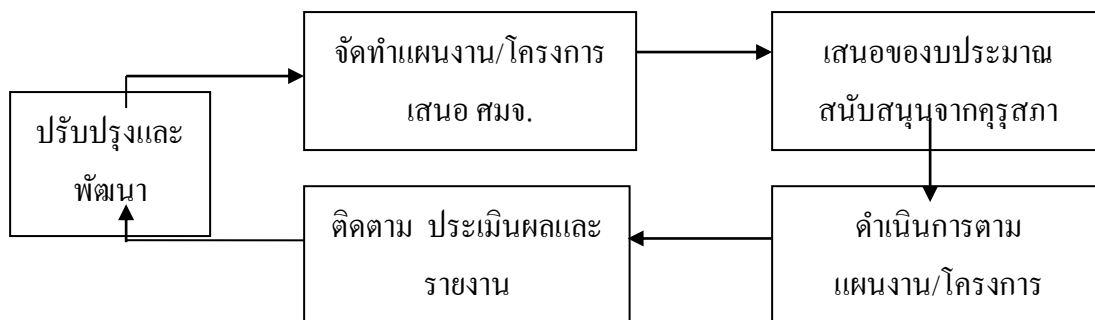 จัดทำแผนงาน/โครงการ
เสนอ ศมจ.
เสนอของบประมาณ
สนับสนุนจากคุรุสภา
ปรับปรุงและ
พัฒนา
ติดตาม ประเมินผลและ
รายงาน
ดำเนินการตาม
แผนงาน/โครงการ